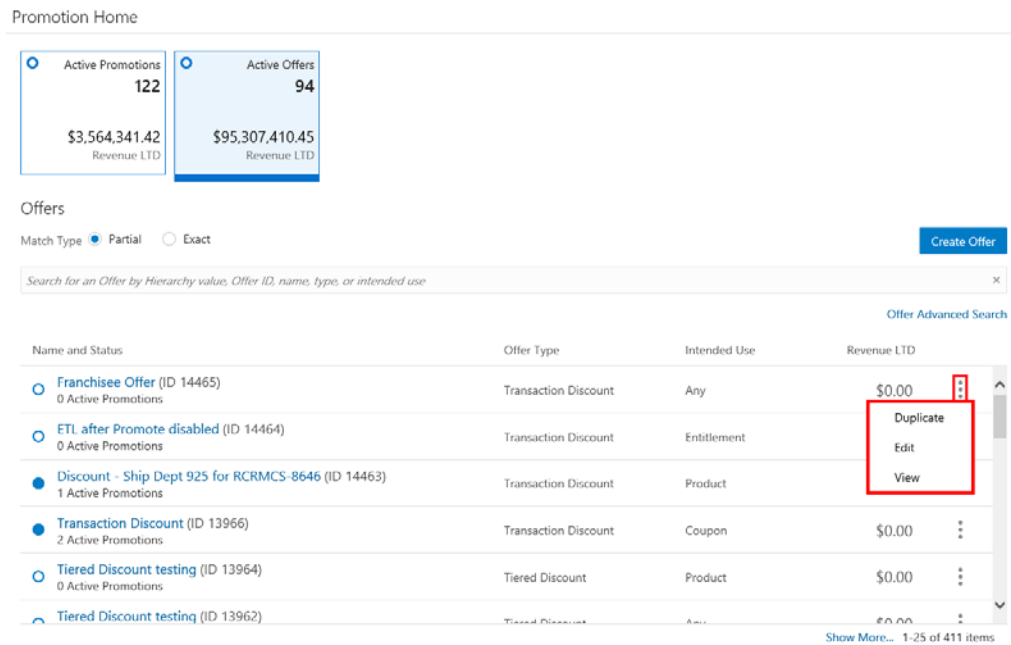 Promotion Home
Active Promotions
122
$3,564,341.42
Revenue LTD
Active Offers
94
$95,307,410.45
Revenue LTD
Offers
Match Type Partial Exact
Create Offer
Search for an Offer by Hierarchy value, Offer ID, name, type, or intended use ×
Offer Advanced Search
Name and Status Offer Type Intended Use Revenue LTD
Franchisee Offer (ID 14465)
0 Active Promotions
Transaction Discount Any $0.00
Duplicate
Edit
View
ETL after Promote disabled (ID 14464)
0 Active Promotions
Transaction Discount Entitlement
Discount - Ship Dept 925 for RCRMCS-8646 (ID 14463)
1 Active Promotions
Transaction Discount Product
Transaction Discount (ID 13966)
2 Active Promotions
Transaction Discount Coupon $0.00
Tiered Discount testing (ID 13964)
0 Active Promotions
Tiered Discount Product $0.00
Tiered Discount testing (ID 13962)
Tiered Discount Any $0.00
Show More... 1-25 of 411 items